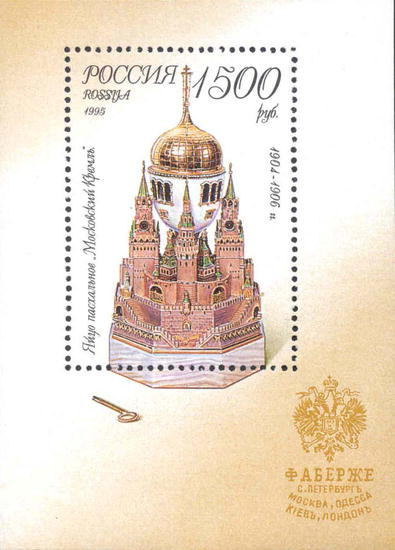 РОССИЯ 1500
ROSSIJA руб.
1995
Яйцо пасхальное „Московский Кремль"
1904-1906 гг.
ФАБЕРЖЕ
С.ПЕТЕРБУРГЪ
МОСКВА, ОДЕССА
КІЕВЪ, ЛОНДОНЪ